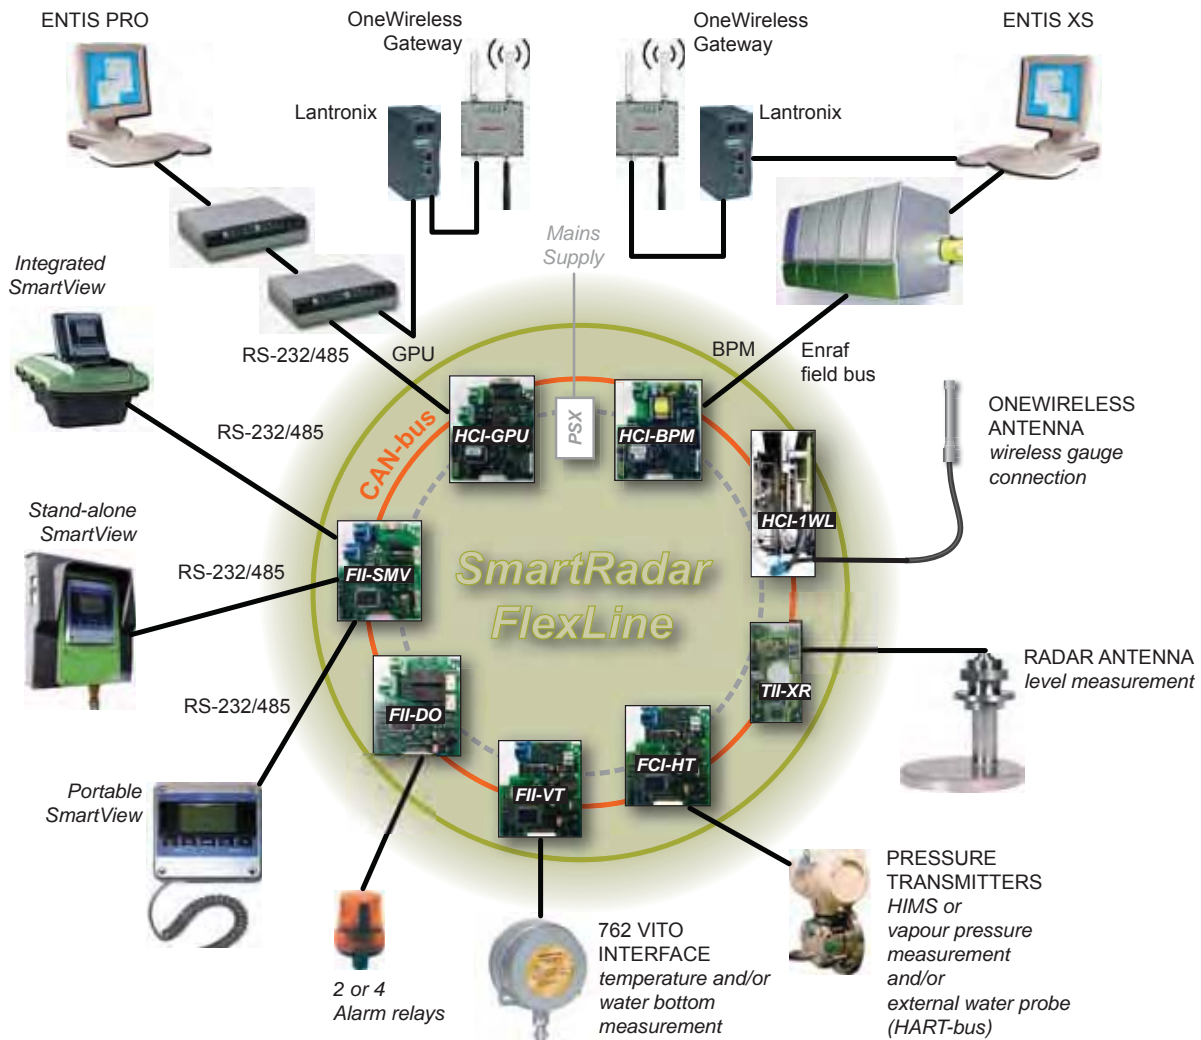 ENTIS PRO
OneWireless
Gateway
OneWireless
Gateway
ENTIS XS
Lantronix
Lantronix
Mains
Supply
Integrated
SmartView
RS-232/485
GPU
BPM
Enraf
field bus
CAN-bus
HCI-GPU
PSX
HCI-BPM
ONEWIRELESS
ANTENNA
wireless gauge
connection
RS-232/485
HCI-1WL
Stand-alone
SmartView
RS-232/485
FII-SMV
SmartRadar
FlexLine
RADAR ANTENNA
level measurement
TII-XR
RS-232/485
FII-DO
FCI-HT
FII-VT
Portable
SmartView
2 or 4
Alarm relays
762 VITO
INTERFACE
temperature and/or
water bottom
measurement
PRESSURE
TRANSMITTERS
HIMS or
vapour pressure
measurement
and/or
external water probe
(HART-bus)